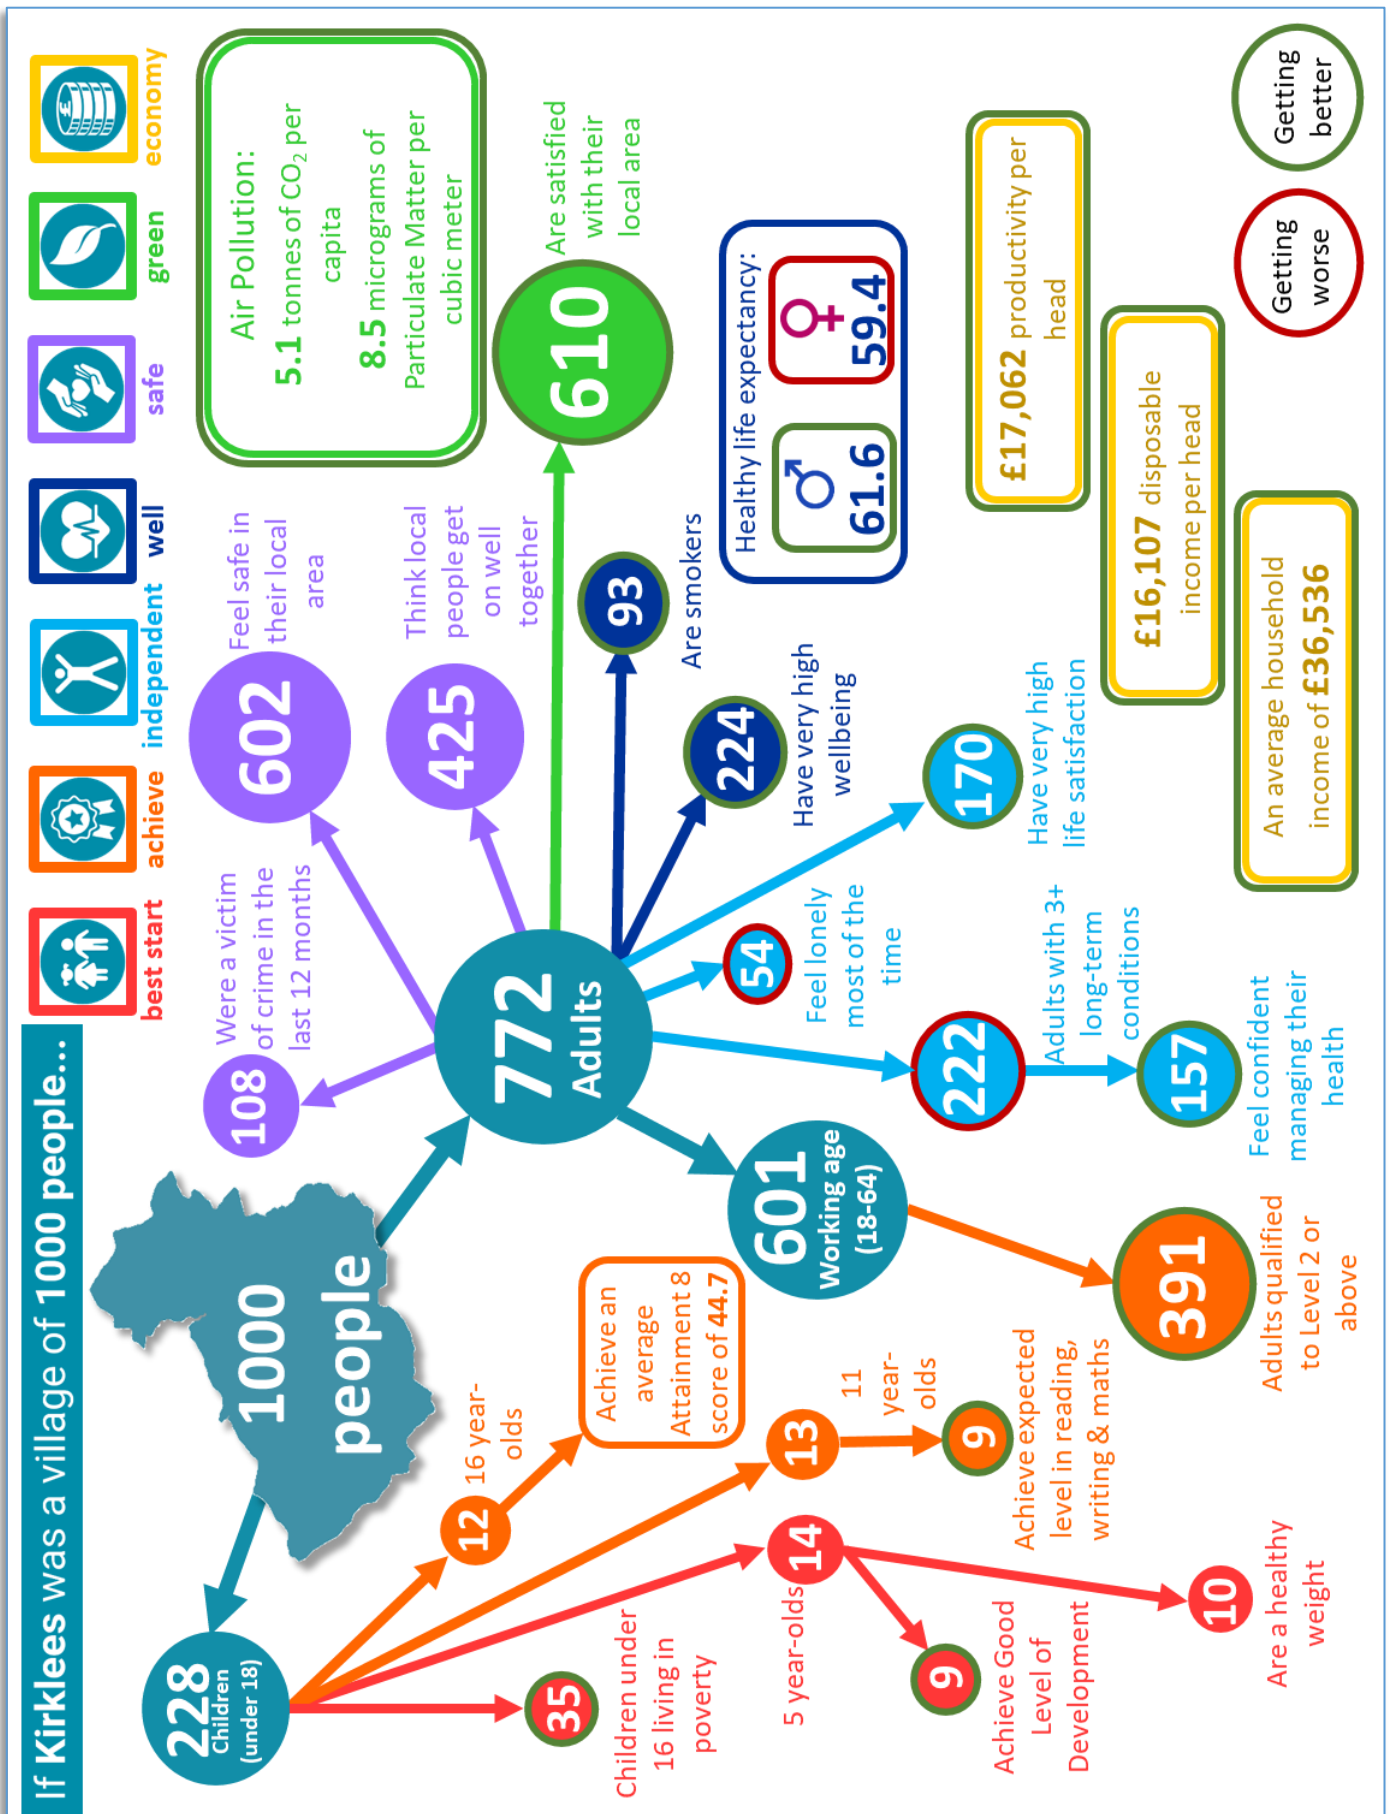 If Kirklees was a village of 1000 people...
best start
achieve
independent
well
safe
green
economy
1000
people
228
Children
(under 18)
35
Children under
16 living in
poverty
12
16 year-
olds
Achieve an
average
Attainment 8
score of 44.7
13
11
year-
olds
9
Achieve expected
level in reading,
writing & maths
14
5 year-olds
9
Achieve Good
Level of
Development
10
Are a healthy
weight
772
Adults
601
Working age
(18-64)
391
Adults qualified
to Level 2 or
above
108
Were a victim
of crime in the
last 12 months
602
Feel safe in
their local
area
425
Think local
people get
on well
together
610
Are satisfied
with their
local area
Air Pollution:
5.1 tonnes of CO2 per
capita
8.5 micrograms of
Particulate Matter per
cubic meter
93
Are smokers
224
Have very high
wellbeing
Healthy life expectancy:
61.6
59.4
170
Have very high
life satisfaction
54
Feel lonely
most of the
time
222
Adults with 3+
long-term
conditions
157
Feel confident
managing their
health
£17,062 productivity per
head
£16,107 disposable
income per head
An average household
income of £36,536
Getting
worse
Getting
better